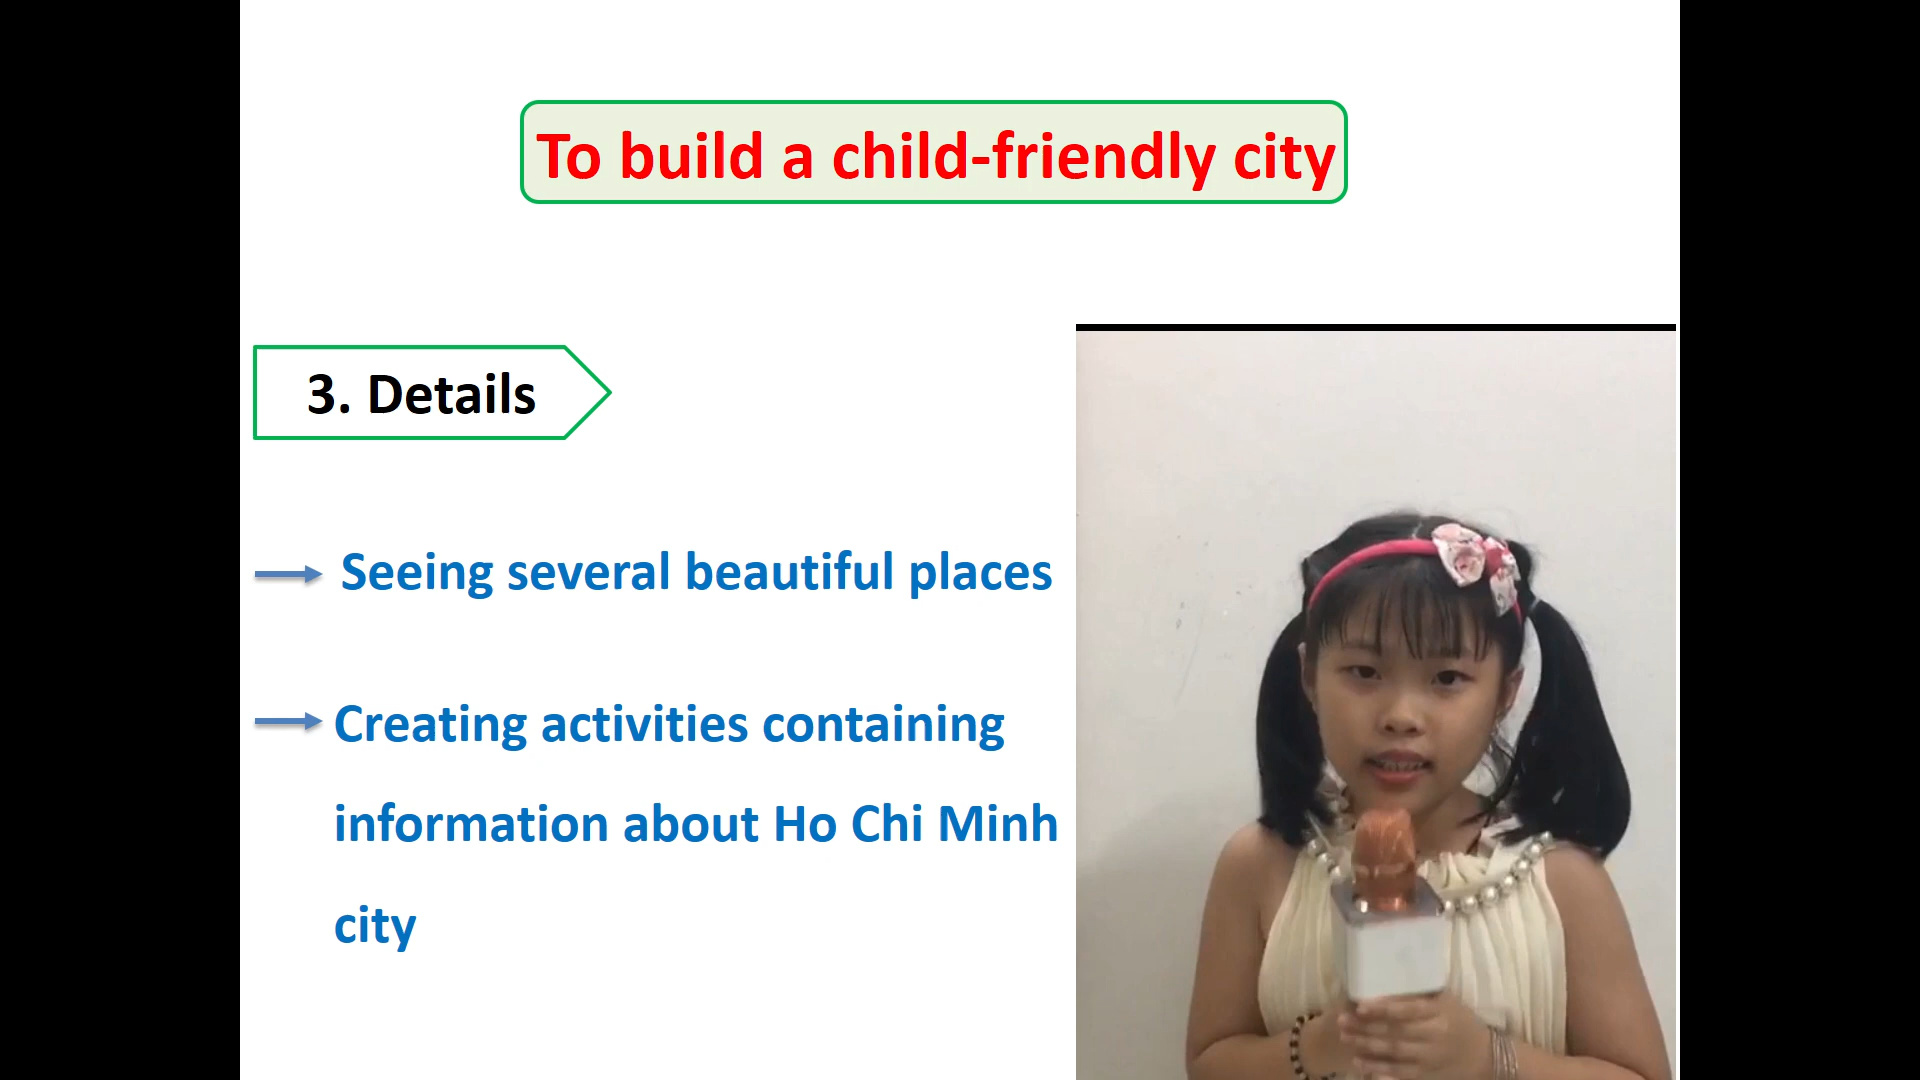 To build a child-friendly city
3. Details
Seeing several beautiful places
Creating activities containing
information about Ho Chi Minh
city